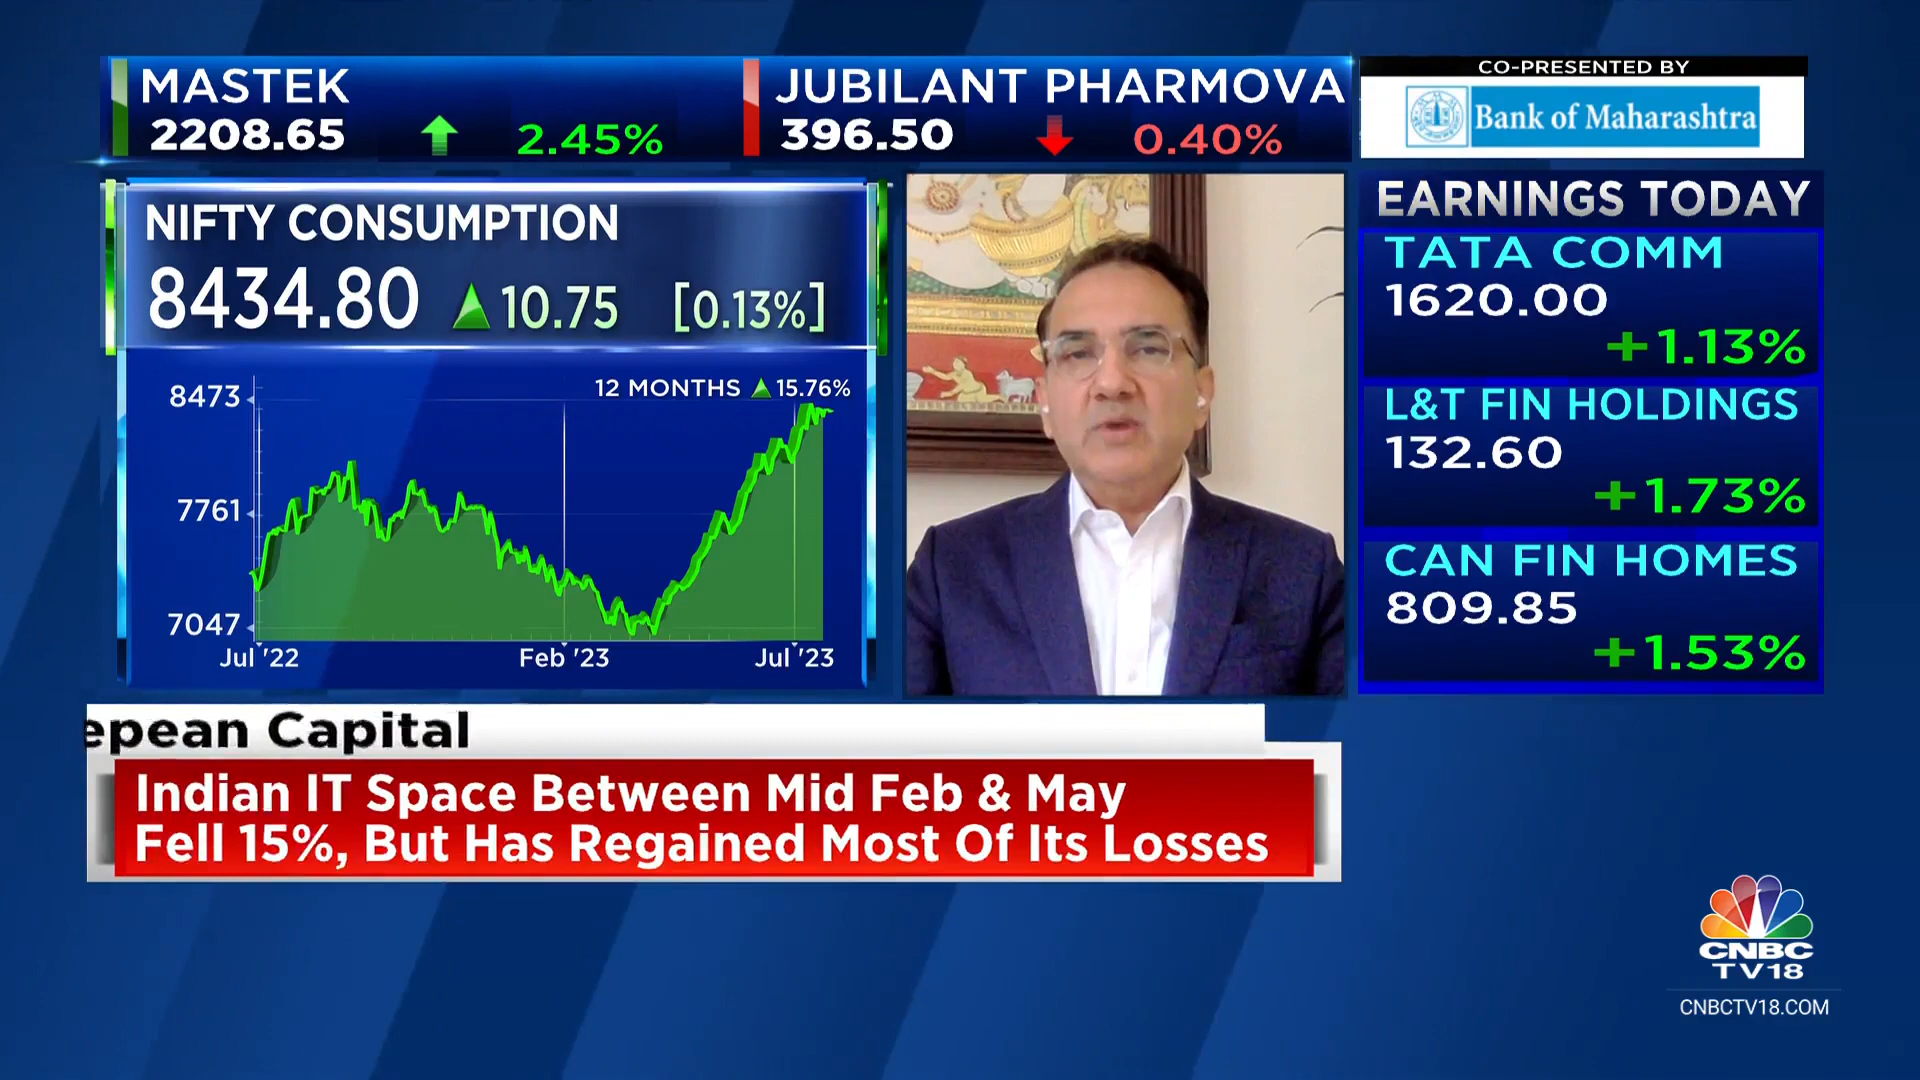 MASTEK
2208.65 2.45%
JUBILANT PHARMOVA
396.50 0.40%
CO-PRESENTED BY
Bank of Maharashtra
NIFTY CONSUMPTION
8434.80 10.75 [0.13%]
12 MONTHS 15.76%
8473
7761
7047
Jul '22 Feb '23 Jul '23
EARNINGS TODAY
TATA COMM
1620.00
+1.13%
L&T FIN HOLDINGS
132.60
+1.73%
CAN FIN HOMES
809.85
+1.53%
epean Capital
Indian IT Space Between Mid Feb & May
Fell 15%, But Has Regained Most Of Its Losses
CNBC
TV18
CNBCTV18.COM